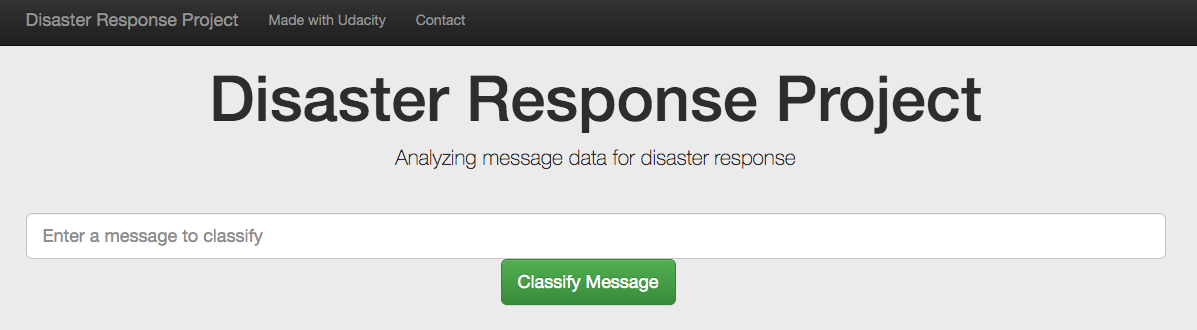 Disaster Response Project Made with Udacity Contact
Disaster Response Project
Analyzing message data for disaster response
Enter a message to classify
Classify Message